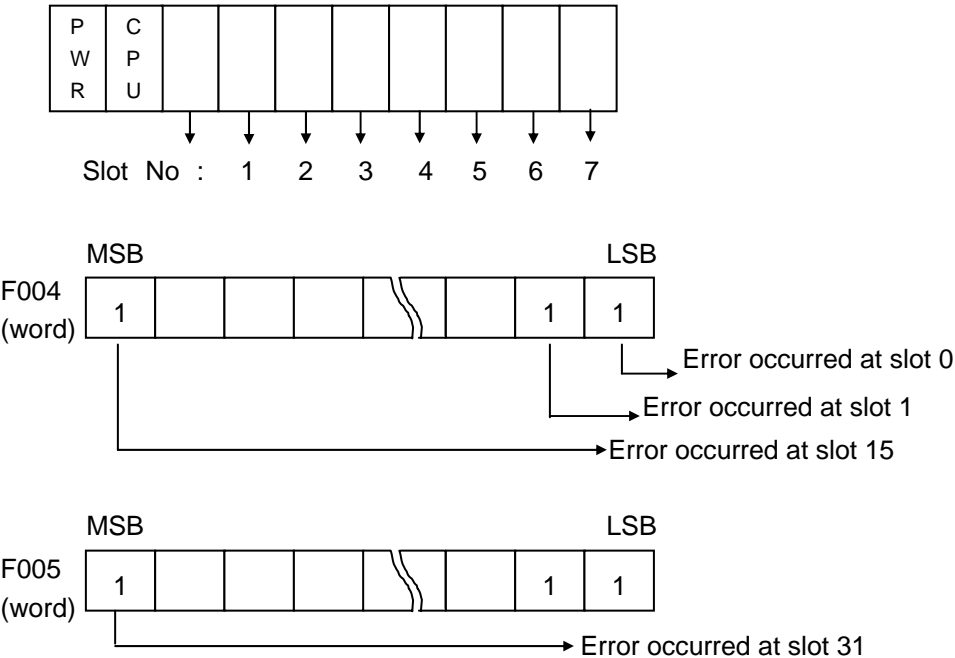 P C
W P
R U
Slot No : 1 2 3 4 5 6 7
MSB LSB
F004
(word)
1 1 1
Error occurred at slot 0
Error occurred at slot 1
Error occurred at slot 15
MSB LSB
F005
(word)
1 1 1
Error occurred at slot 31